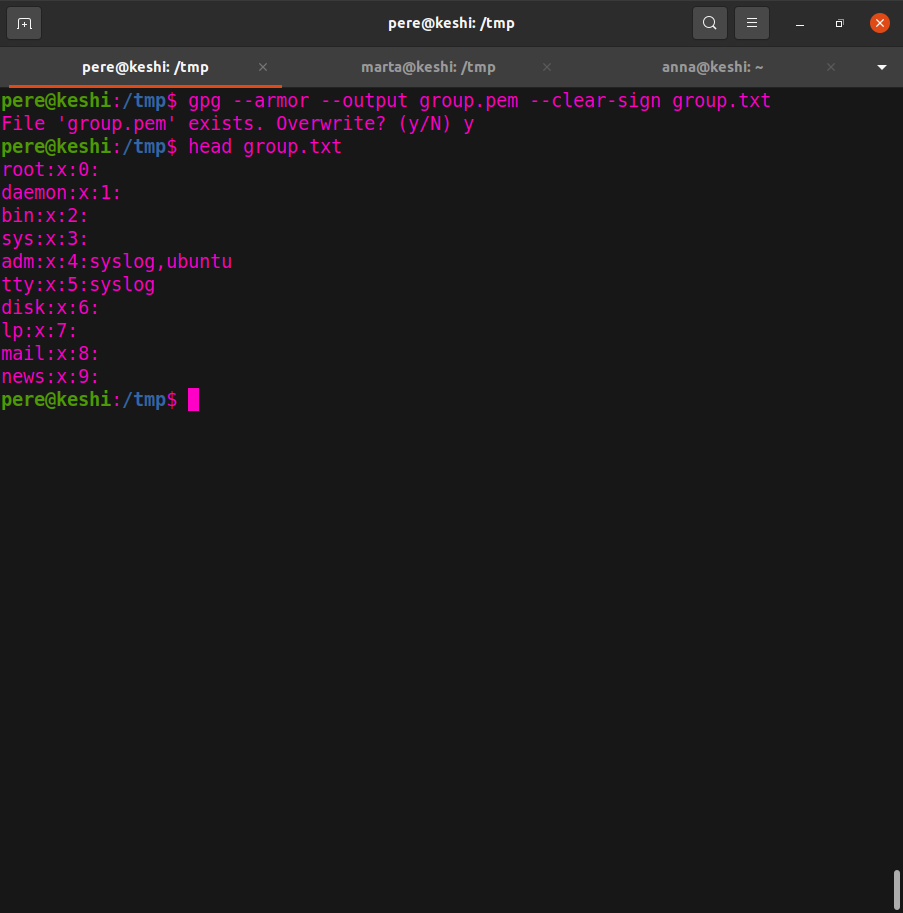 pere@keshi: /tmp
pere@keshi: /tmp marta@keshi: /tmp anna@keshi: ~
pere@keshi:/tmp$ gpg --armor --output group.pem --clear-sign group.txt
File 'group.pem' exists. Overwrite? (y/N) y
pere@keshi:/tmp$ head group.txt
root:x:0:
daemon:x:1:
bin:x:2:
sys:x:3:
adm:x:4:syslog,ubuntu
tty:x:5:syslog
disk:x:6:
lp:x:7:
mail:x:8:
news:x:9:
pere@keshi:/tmp$